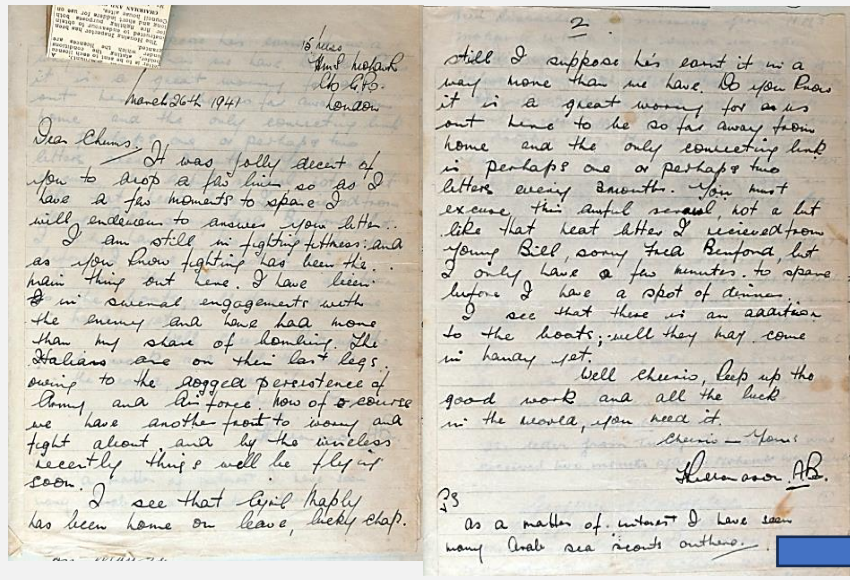 15 Mess
HMS Mohawk
C/o G.P.O.
London
March 26th 1941
Dear Chums.
It was jolly decent of
you to drop a few lines, so as I
have a few moments to spare I
will endevour to answer your letter..
I am still in fighting fitness, and
as you know fighting has been the
main thing out here. I have been
in several engagements with
the enemy and have had more
than my share of bombing. The
Italians are on their last legs.
owing to the dogged persistence of
Army and Airforce. Now of course
we have another front to worry and
fight about, and by the wireless
recently things will be flying
soon.
I see that Cyril
has been home on leave, lucky chap.
2.
still I suppose he's earnt it in a
way more than we have. Do you know
it is a great worry for us
out here to be so far away from
home and the only connecting link
is perhaps one or perhaps two
letters every 3months. You must
excuse this awful scrawl, not a bit
like that neat letter I recieved from
young Bill, sorry Fred Benford, but
I only have a few minutes. to spare
before I have a spot of dinner.
I see that there is an addition
to the boats; well they may come
in handy yet.
Well Cheerio, keep up the
good work and all the luck
in the world, you need it.
Cheerio - Yours
A.B.
PS
as a matter of interest I have seen
many Arab sea scouts outhere.